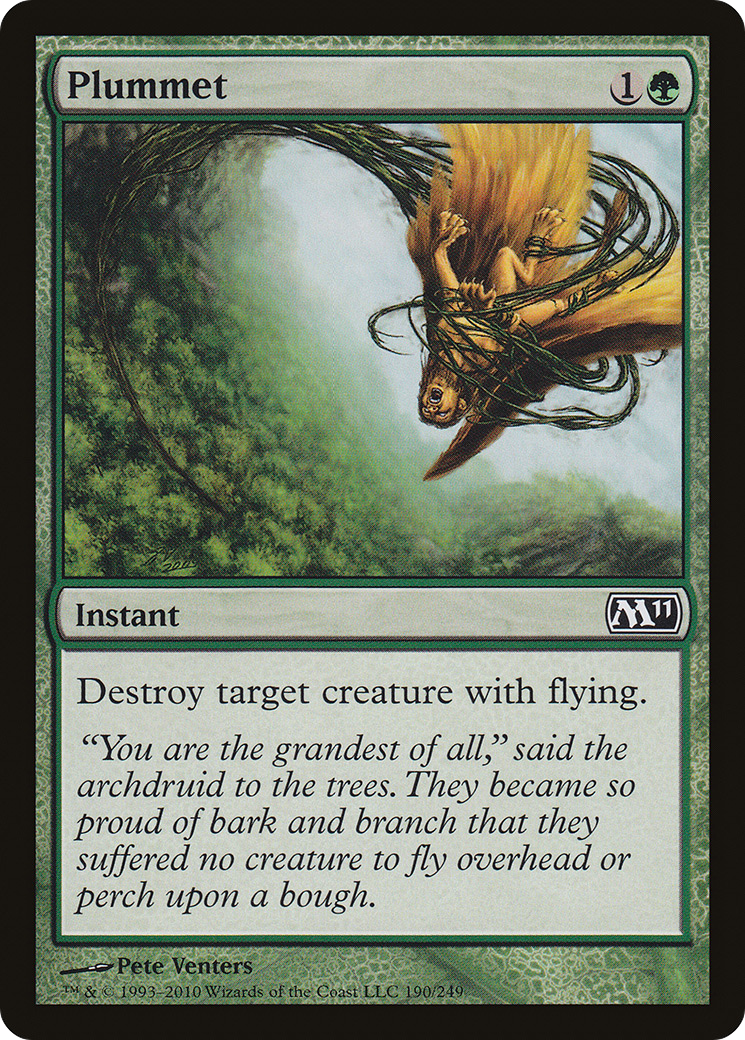 Plummet 1
Instant M11
Destroy target creature with flying.
“You are the grandest of all,” said the
archdruid to the trees. They became so
proud of bark and branch that they
suffered no creature to fly overhead or
perch upon a bough.
Pete Venters
™ & © 1993–2010 Wizards of the Coast LLC 190/249